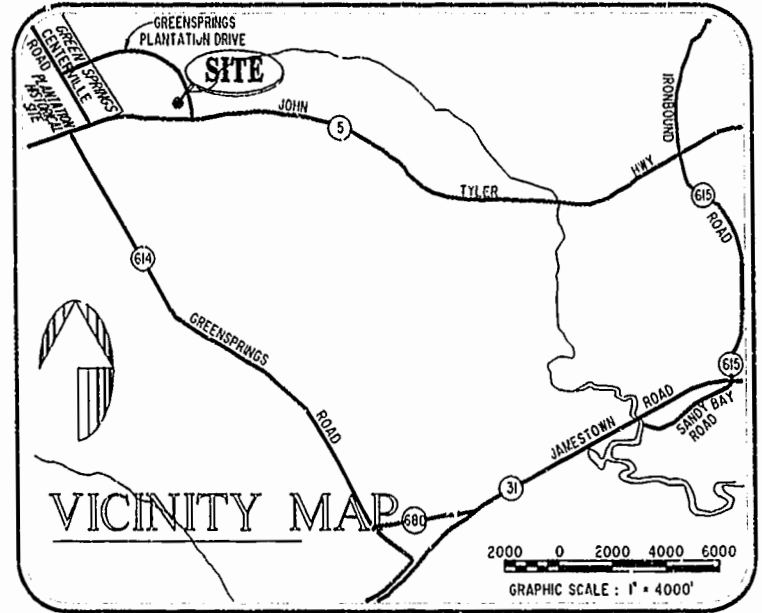 GREENSPRINGS
PLANTATION DRIVE
GREEN SPRINGS
CENTERVILLE
ROAD
PLANTATION
HISTORICAL
SITE
SITE
JOHN
5
TYLER
HWY
IRONBOUND
615
ROAD
614
GREENSPRINGS
ROAD
615
JAMESTOWN
ROAD
SANDY BAY
ROAD
31
680
VICINITY MAP
2000 0 2000 4000 6000
GRAPHIC SCALE : 1" = 4000'